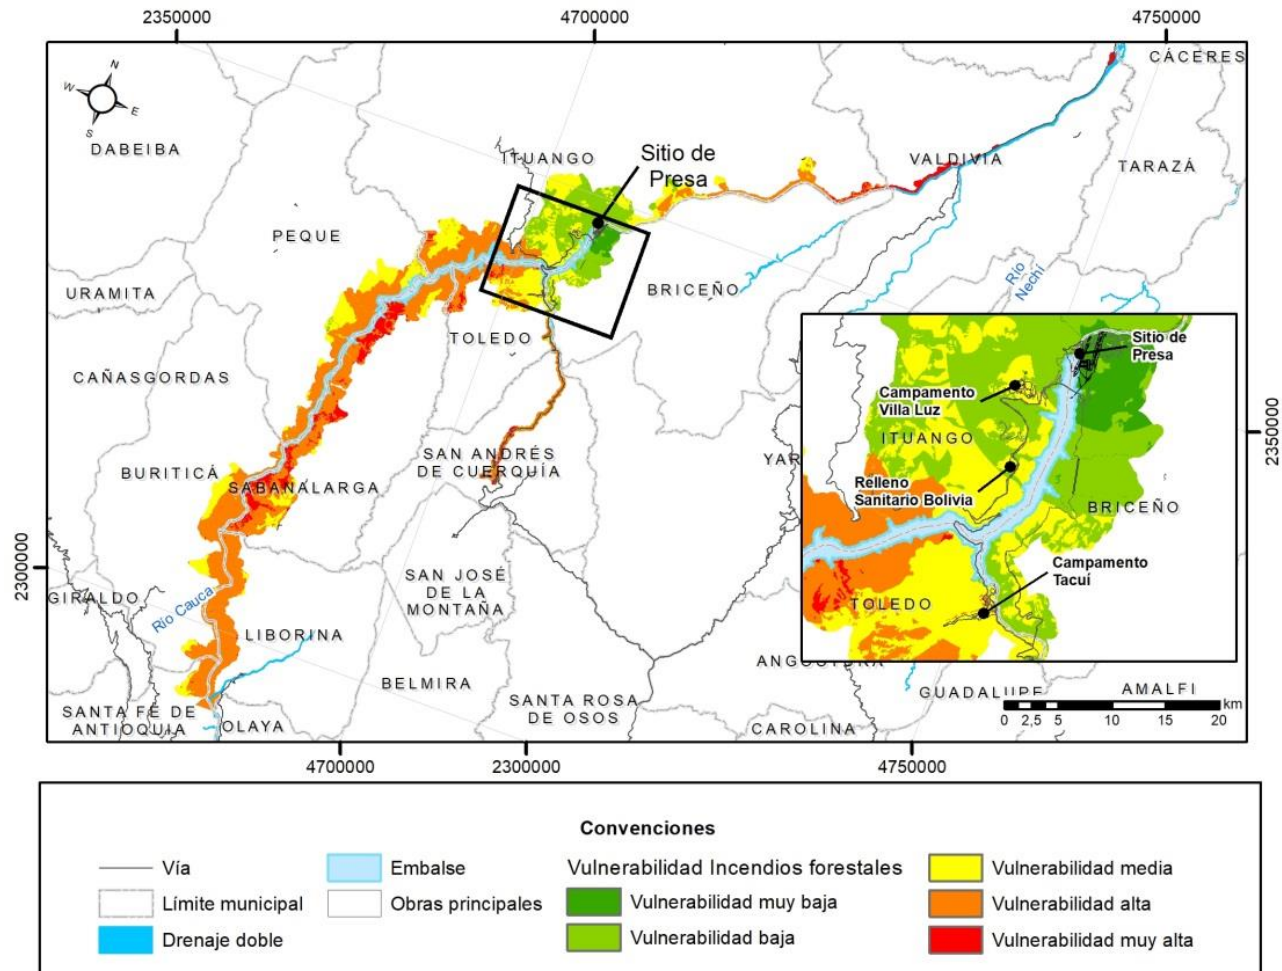 2350000
4700000
4750000
CÁCERES
N
W
E
S
DABEIBA
ITUANGO
Sitio de
Presa
VALDIVIA
TARAZÁ
PEQUE
Río
Nechí
URAMITA
BRICEÑO
TOLEDO
CAÑASGORDAS
Sitio de
Presa
Campamento
Villa Luz
ITUANGO
2350000
YAR
SAN ANDRÉS
DE CUERQUÍA
BURITICÁ
SABANALARGA
Relleno
Sanitario Bolivia
BRICEÑO
2300000
Campamento
Tacuí
SAN JOSÉ
DE LA
MONTAÑA
GIRALDO
Río Cauca
TOLEDO
LIBORINA
BELMIRA
GUADALUPE
AMALFI
SANTA ROSA
DE OSOS
SANTA FÉ DE
ANTIOQUIA
OLAYA
CAROLINA
km
0 2,5 5 10 15 20
4700000
2300000
4750000
Convenciones
Vía
Límite municipal
Drenaje doble
Embalse
Obras principales
Vulnerabilidad Incendios forestales
Vulnerabilidad muy baja
Vulnerabilidad baja
Vulnerabilidad media
Vulnerabilidad alta
Vulnerabilidad muy alta